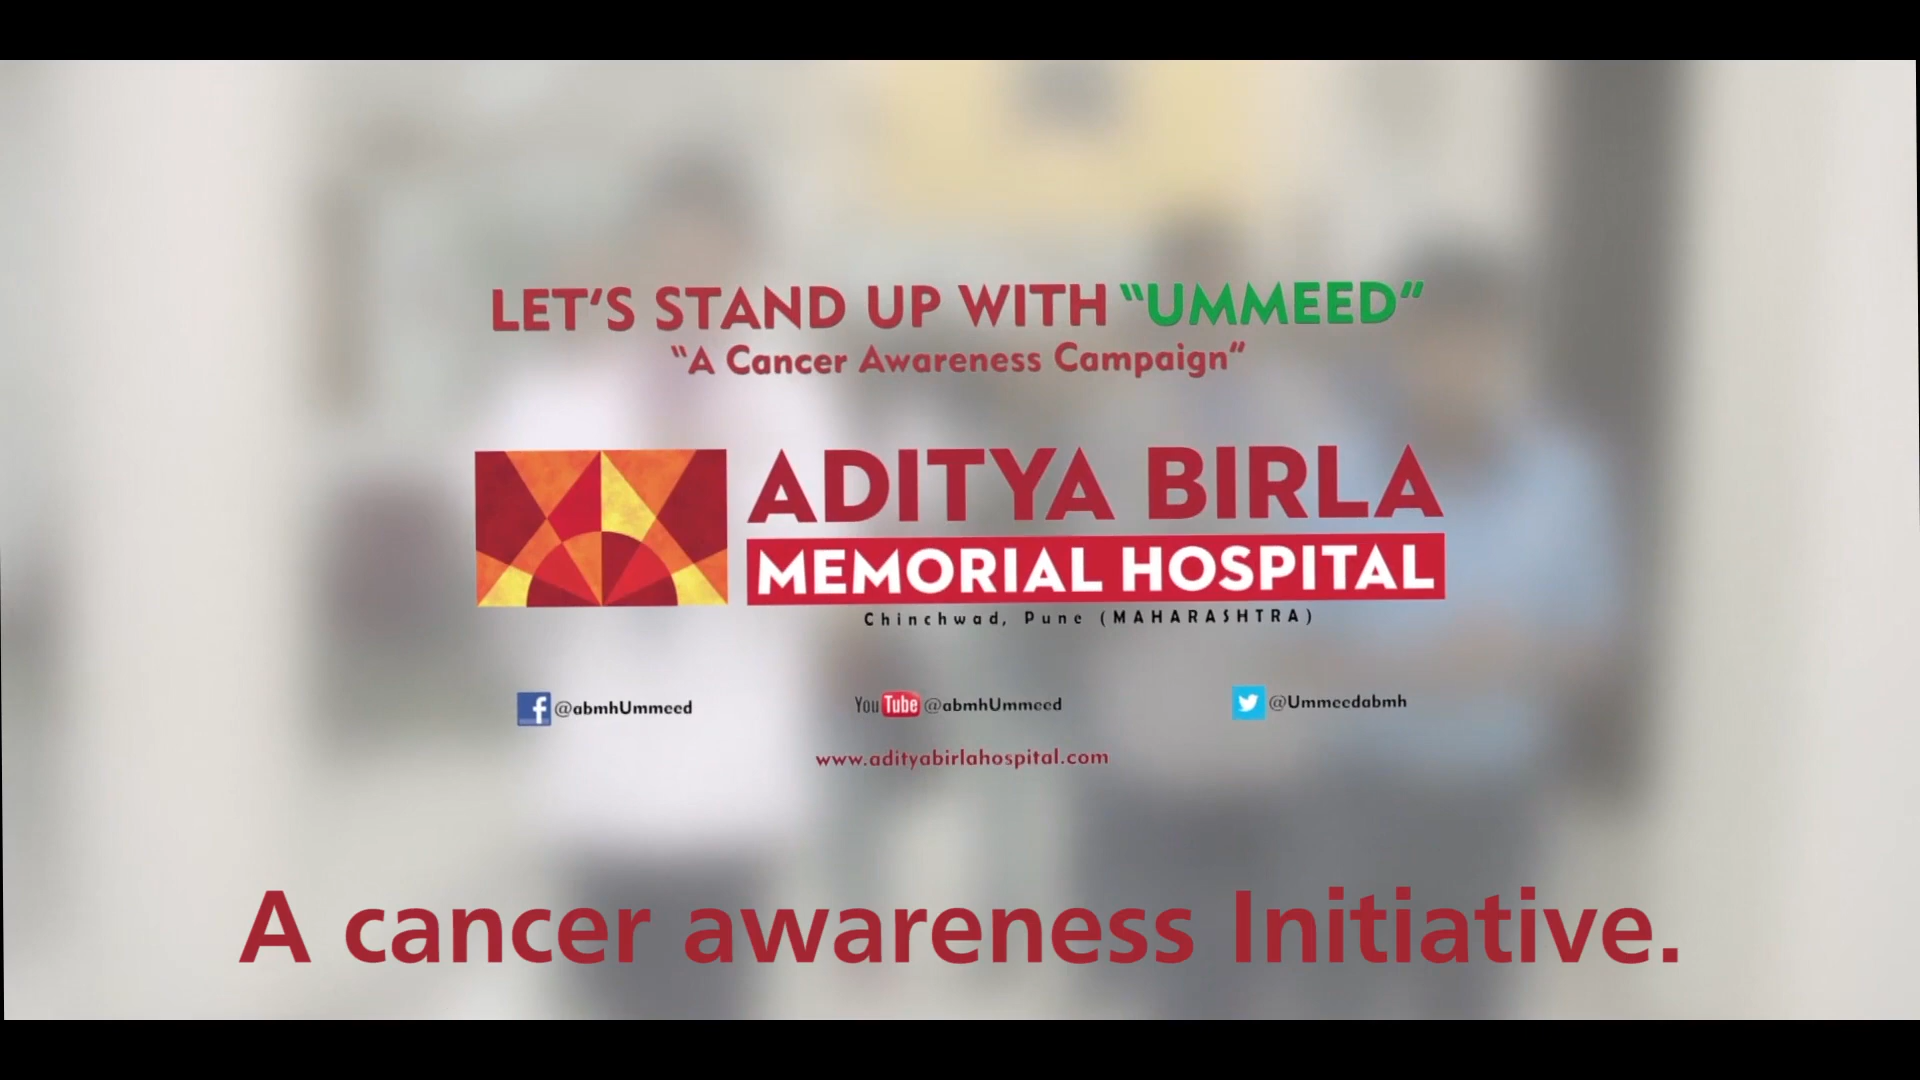 LET'S STAND UP WITH "UMMEED"
"A Cancer Awareness Campaign"
ADITYA BIRLA
MEMORIAL HOSPITAL
Chinchwad, Pune (MAHARASHTRA)
f @abmhUmmeed
YouTube @abmhUmmeed
@Ummeedabmh
www.adityabirlahospital.com
A cancer awareness Initiative.